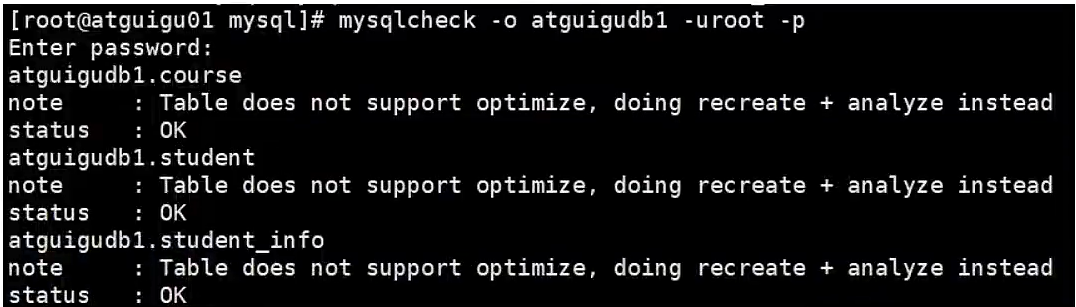 [root@atguigu01 mysql]# mysqlcheck -o atguigudb1 -uroot -p
Enter password:
atguigudb1.course
note     : Table does not support optimize, doing recreate + analyze instead
status   : OK
atguigudb1.student
note     : Table does not support optimize, doing recreate + analyze instead
status   : OK
atguigudb1.student_info
note     : Table does not support optimize, doing recreate + analyze instead
status   : OK